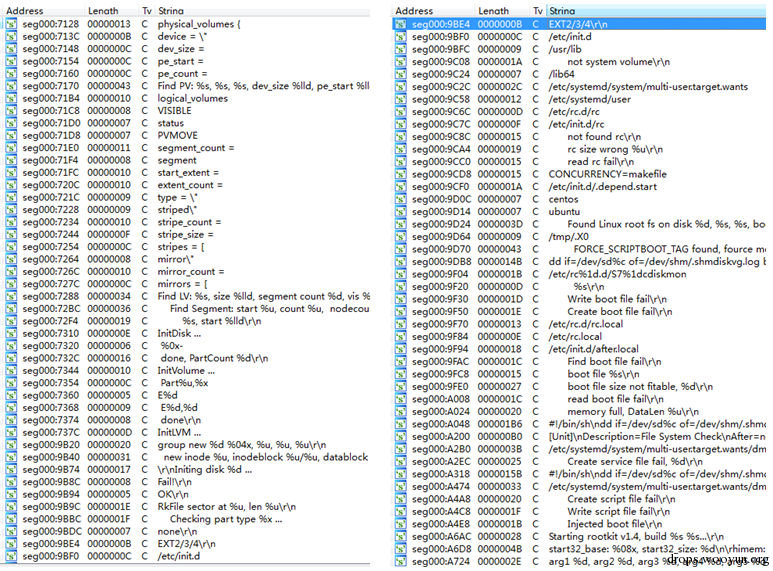 Address Length Tv C String
seg000:7128 00000013 C physical_volumes {
seg000:713C 0000000B C device = \"
seg000:7148 0000000C C dev_size =
seg000:7154 0000000C C pe_start =
seg000:7160 0000000C C pe_count =
seg000:7170 00000043 C Find PV: %s, %s, %s, dev_size %lld, pe_start %ll
seg000:71B4 00000010 C logical_volumes
seg000:71C8 00000008 C VISIBLE
seg000:71D0 00000007 C status
seg000:71D8 00000007 C PVMOVE
seg000:71E0 00000011 C segment_count =
seg000:71F4 00000008 C segment
seg000:71FC 00000010 C start_extent =
seg000:720C 00000010 C extent_count =
seg000:721C 00000009 C type = \"
seg000:7228 00000009 C striped\"
seg000:7234 00000010 C stripe_count =
seg000:7244 0000000F C stripe_size =
seg000:7254 0000000C C stripes = [
seg000:7264 00000008 C mirror\"
seg000:726C 00000010 C mirror_count =
seg000:727C 0000000C C mirrors = [
seg000:7288 00000034 C Find LV: %s, size %lld, segment count %d, vis %
seg000:72BC 00000036 C Find Segment: start %u, count %u, nodecou
seg000:72F4 00000019 C %s, start %lld\r\n
seg000:7310 0000000E C InitDisk ...
seg000:7320 00000006 C %0x-
seg000:732C 00000016 C done, PartCount %d\r\n
seg000:7344 00000010 C InitVolume ...
seg000:7354 0000000C C Part%u,%x
seg000:7360 00000005 C E%d
seg000:7368 00000009 C E%d,%d
seg000:7374 00000008 C done\r\n
seg000:737C 0000000D C InitLVM ...
seg000:9B20 00000020 C group new %d %04x, %u, %u, %u\r\n
seg000:9B40 00000031 C new inode %u, inodeblock %u/%u, datablock
seg000:9B74 00000017 C \r\nIniting disk %d ...
seg000:9B8C 00000008 C Fail!\r\n
seg000:9B94 00000005 C OK\r\n
seg000:9B9C 0000001E C RkFile sector at %u, len %u\r\n
seg000:9BBC 0000001F C Checking part type %x ...
seg000:9BDC 00000007 C none\r\n
seg000:9BE4 0000000B C EXT2/3/4\r\n
seg000:9BF0 0000000C C /etc/init.d
Address Length Tv C String
seg000:9BE4 0000000B C EXT2/3/4\r\n
seg000:9BF0 0000000C C /etc/init.d
seg000:9BFC 00000009 C /usr/lib
seg000:9C08 0000001A C not system volume\r\n
seg000:9C24 00000007 C /lib64
seg000:9C2C 0000002C C /etc/systemd/system/multi-user.target.wants
seg000:9C58 00000012 C /etc/systemd/user
seg000:9C6C 0000000D C /etc/rc.d/rc
seg000:9C7C 0000000F C /etc/init.d/rc
seg000:9C8C 00000015 C not found rc\r\n
seg000:9CA4 00000019 C rc size wrong %u\r\n
seg000:9CC0 00000015 C read rc fail\r\n
seg000:9CD8 00000015 C CONCURRENCY=makefile
seg000:9CF0 0000001A C /etc/init.d/.depend.start
seg000:9D0C 00000007 C centos
seg000:9D14 00000007 C ubuntu
seg000:9D24 0000003D C Found Linux root fs on disk %d, %s, %s, bo
seg000:9D64 00000009 C /tmp/.X0
seg000:9D70 00000043 C FORCE_SCRIPTBOOT_TAG found, fource m
seg000:9DB8 0000014B C dd if=/dev/sd%c of=/dev/shm/.shmdiskvg.log b
seg000:9F04 0000001B C /etc/rc%1d.d/S7%1dcdiskmon
seg000:9F20 0000000D C %s\r\n
seg000:9F30 0000001D C Write boot file fail\r\n
seg000:9F50 0000001E C Create boot file fail\r\n
seg000:9F70 00000013 C /etc/rc.d/rc.local
seg000:9F84 0000000E C /etc/rc.local
seg000:9F94 00000018 C /etc/init.d/after.local
seg000:9FAC 0000001C C Find boot file fail\r\n
seg000:9FC8 00000015 C boot file %s\r\n
seg000:9FE0 00000027 C boot file size not fitable, %d\r\n
seg000:A008 0000001C C read boot file fail\r\n
seg000:A024 00000020 C memory full, DataLen %u\r\n
seg000:A048 000001B6 C #!/bin/sh\ndd if=/dev/sd%c of=/dev/shm/.shmc
seg000:A200 000000B0 C [Unit]\nDescription=File System Check\nAfter=n
seg000:A2B0 0000003B C /etc/systemd/system/multi-user.target.wants/dm
seg000:A2EC 00000025 C Create service file fail, %d\r\n
seg000:A318 0000015B C #!/bin/sh\ndd if=/dev/sd%c of=/dev/shm/.shmc
seg000:A474 00000033 C /etc/systemd/system/multi-user.target.wants/dm
seg000:A4A8 00000020 C Create script file fail\r\n
seg000:A4C8 0000001F C Write script file fail\r\n
seg000:A4E8 0000001B C Injected boot file\r\n
seg000:A6AC 00000028 C Starting rootkit v1.4, build %s %s...\r\n
seg000:A6D8 0000004B C start32_base: %08x, start32_size: %d\r\nrhimem:
seg000:A724 0000002E C arg1 %d, arg2 %d, arg3 %d, arg4 %d, arg5 %
drops.wooyun.org